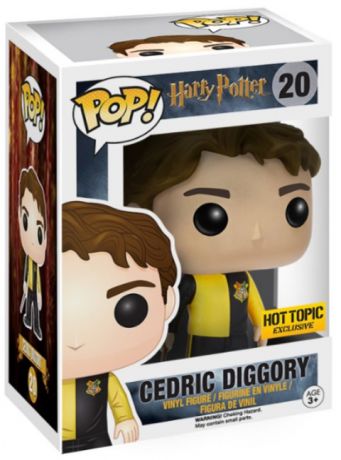 POP!
Harry Potter
20
POP!
HOT TOPIC
EXCLUSIVE
CEDRIC DIGGORY
VINYL FIGURE / FIGURINE EN VINYLE /
FIGURA DE VINIL
WARNING: Choking Hazard.
May contain small parts.
AGE
3+
20